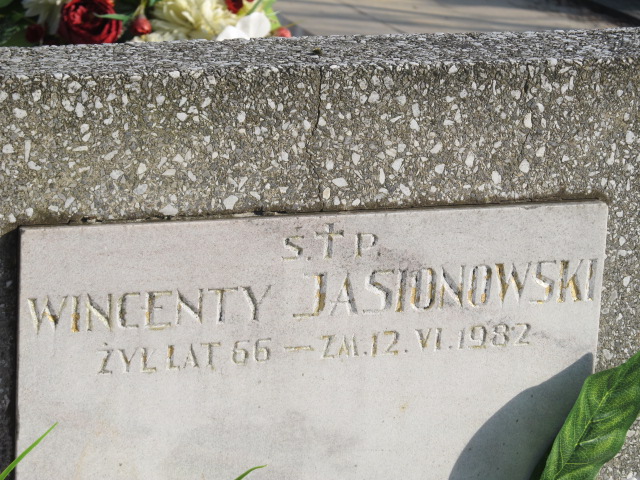 Ś.†P.
WINCENTY JASIONOWSKI
ŻYŁ LAT 66 — ZM. 12. VI. 1982